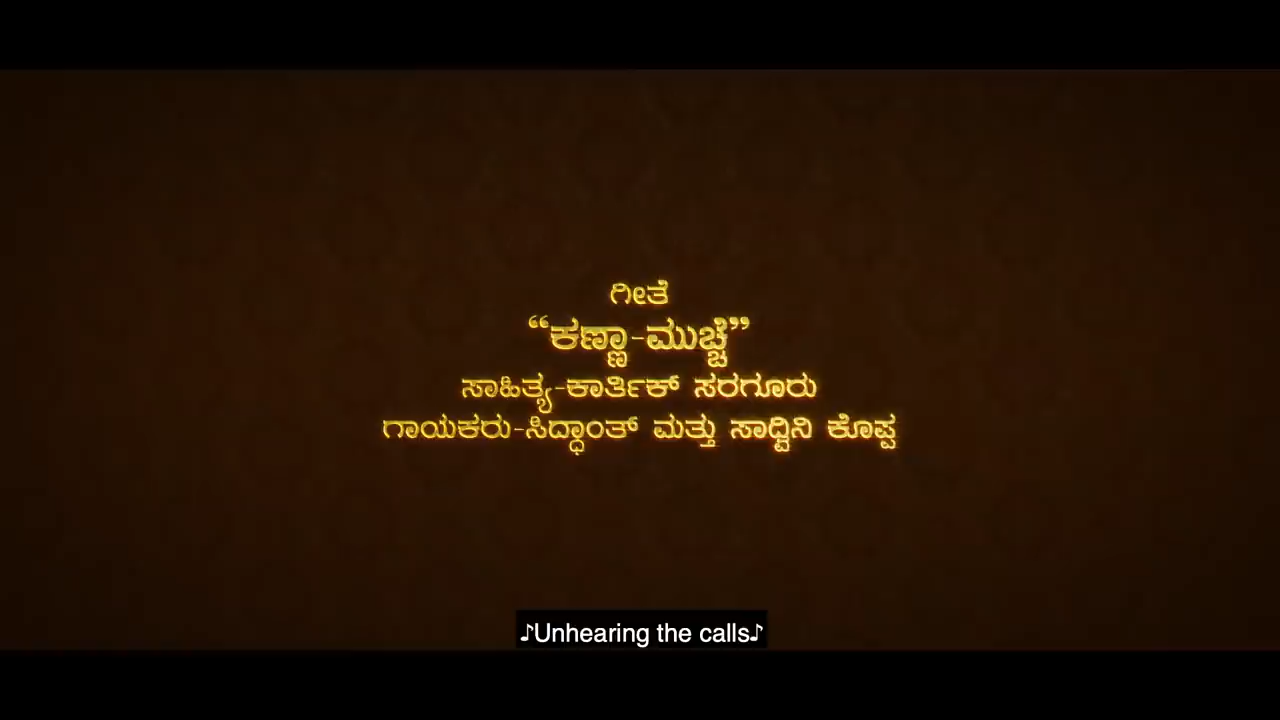 ಗೀತೆ
“ಕಣ್ಣಾ-ಮುಚ್ಚೆ”
ಸಾಹಿತ್ಯ-ಕಾರ್ತಿಕ್ ಸರಗೂರು
ಗಾಯಕರು-ಸಿದ್ಧಾಂತ್ ಮತ್ತು ಸಾದ್ವಿನಿ ಕೊಪ್ಪ
♪Unhearing the calls♪